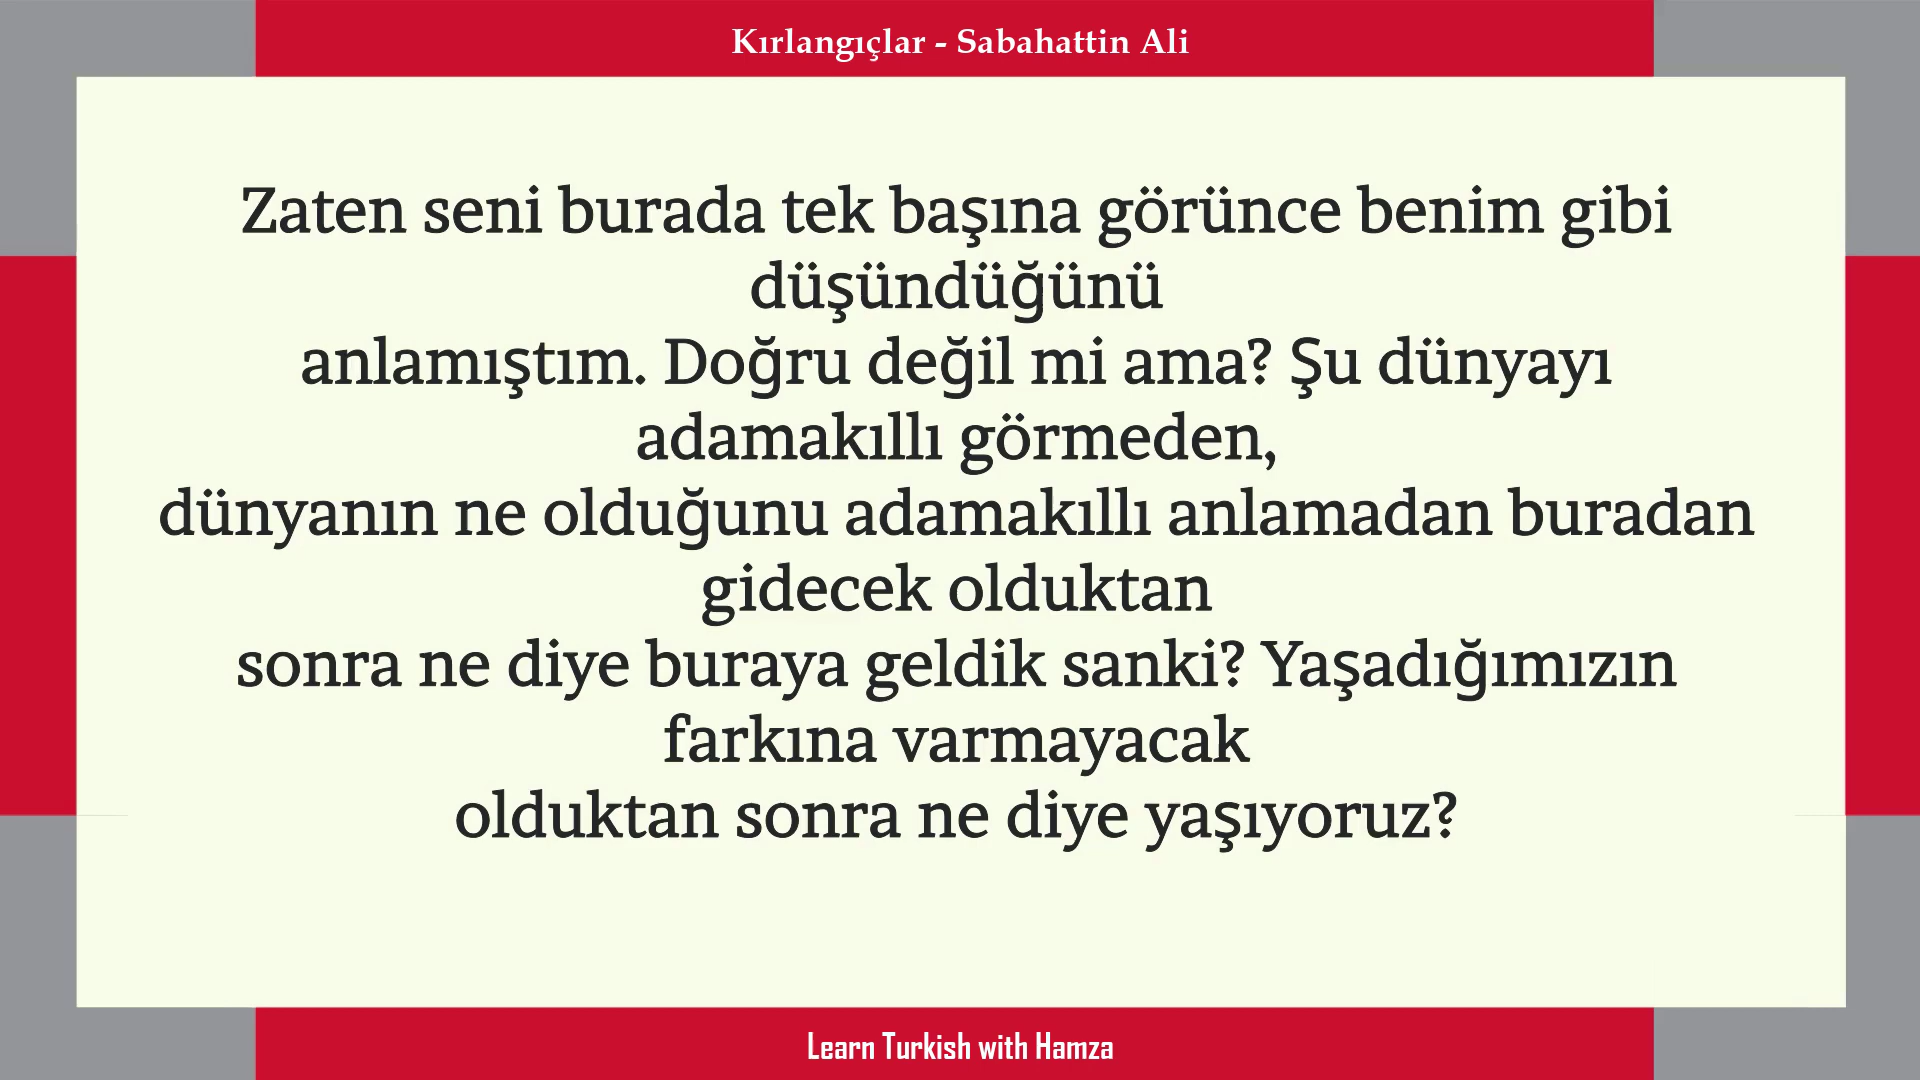 Kırlangıçlar - Sabahattin Ali
Zaten seni burada tek başına görünce benim gibi
düşündüğünü
anlamıştım. Doğru değil mi ama? Şu dünyayı
adamakıllı görmeden,
dünyanın ne olduğunu adamakıllı anlamadan buradan
gidecek olduktan
sonra ne diye buraya geldik sanki? Yaşadığımızın
farkına varmayacak
olduktan sonra ne diye yaşıyoruz?
Learn Turkish with Hamza